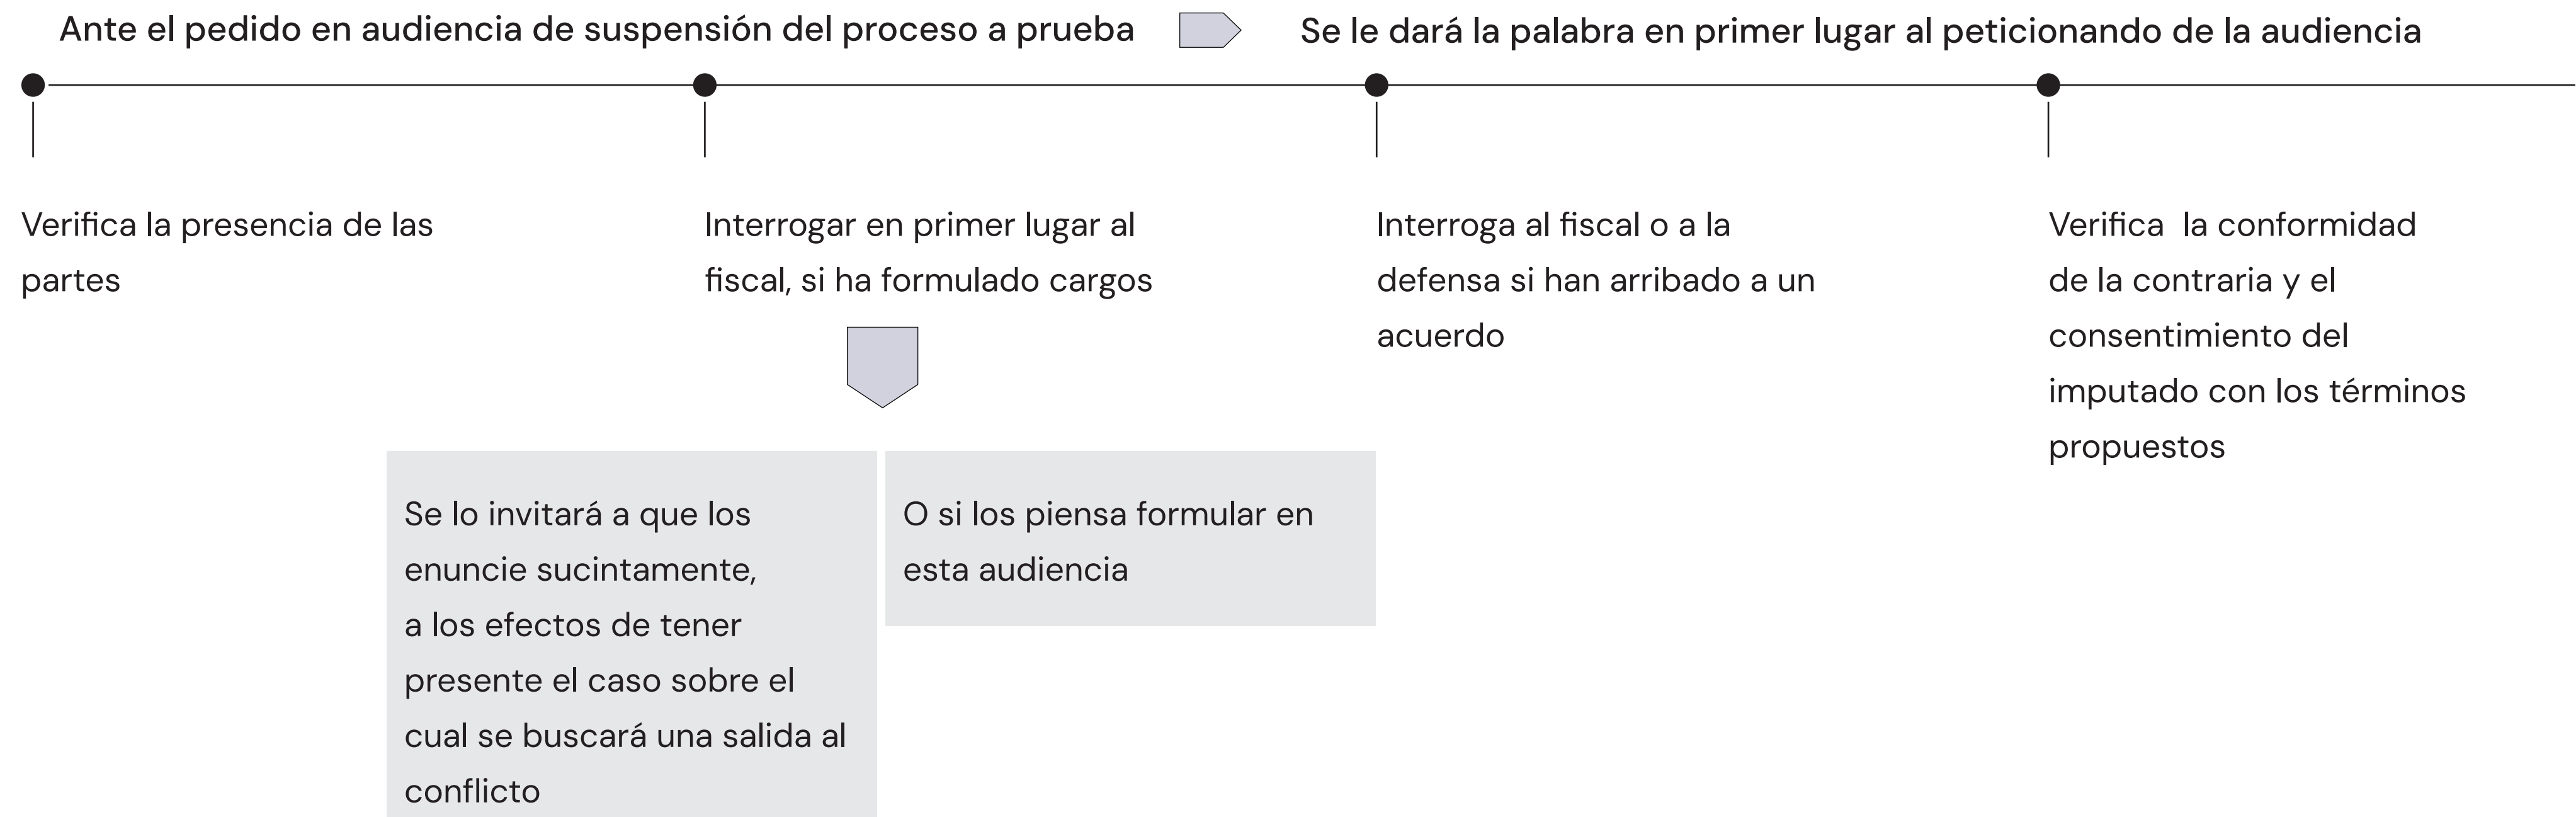 Ante el pedido en audiencia de suspensión del proceso a prueba
Se le dará la palabra en primer lugar al peticionando de la audiencia
Verifica la presencia de las
partes
Interrogar en primer lugar al
fiscal, si ha formulado cargos
Se lo invitará a que los
enuncie sucintamente,
a los efectos de tener
presente el caso sobre el
cual se buscará una salida al
conflicto
O si los piensa formular en
esta audiencia
Interroga al fiscal o a la
defensa si han arribado a un
acuerdo
Verifica  la conformidad
de la contraria y el
consentimiento del
imputado con los términos
propuestos